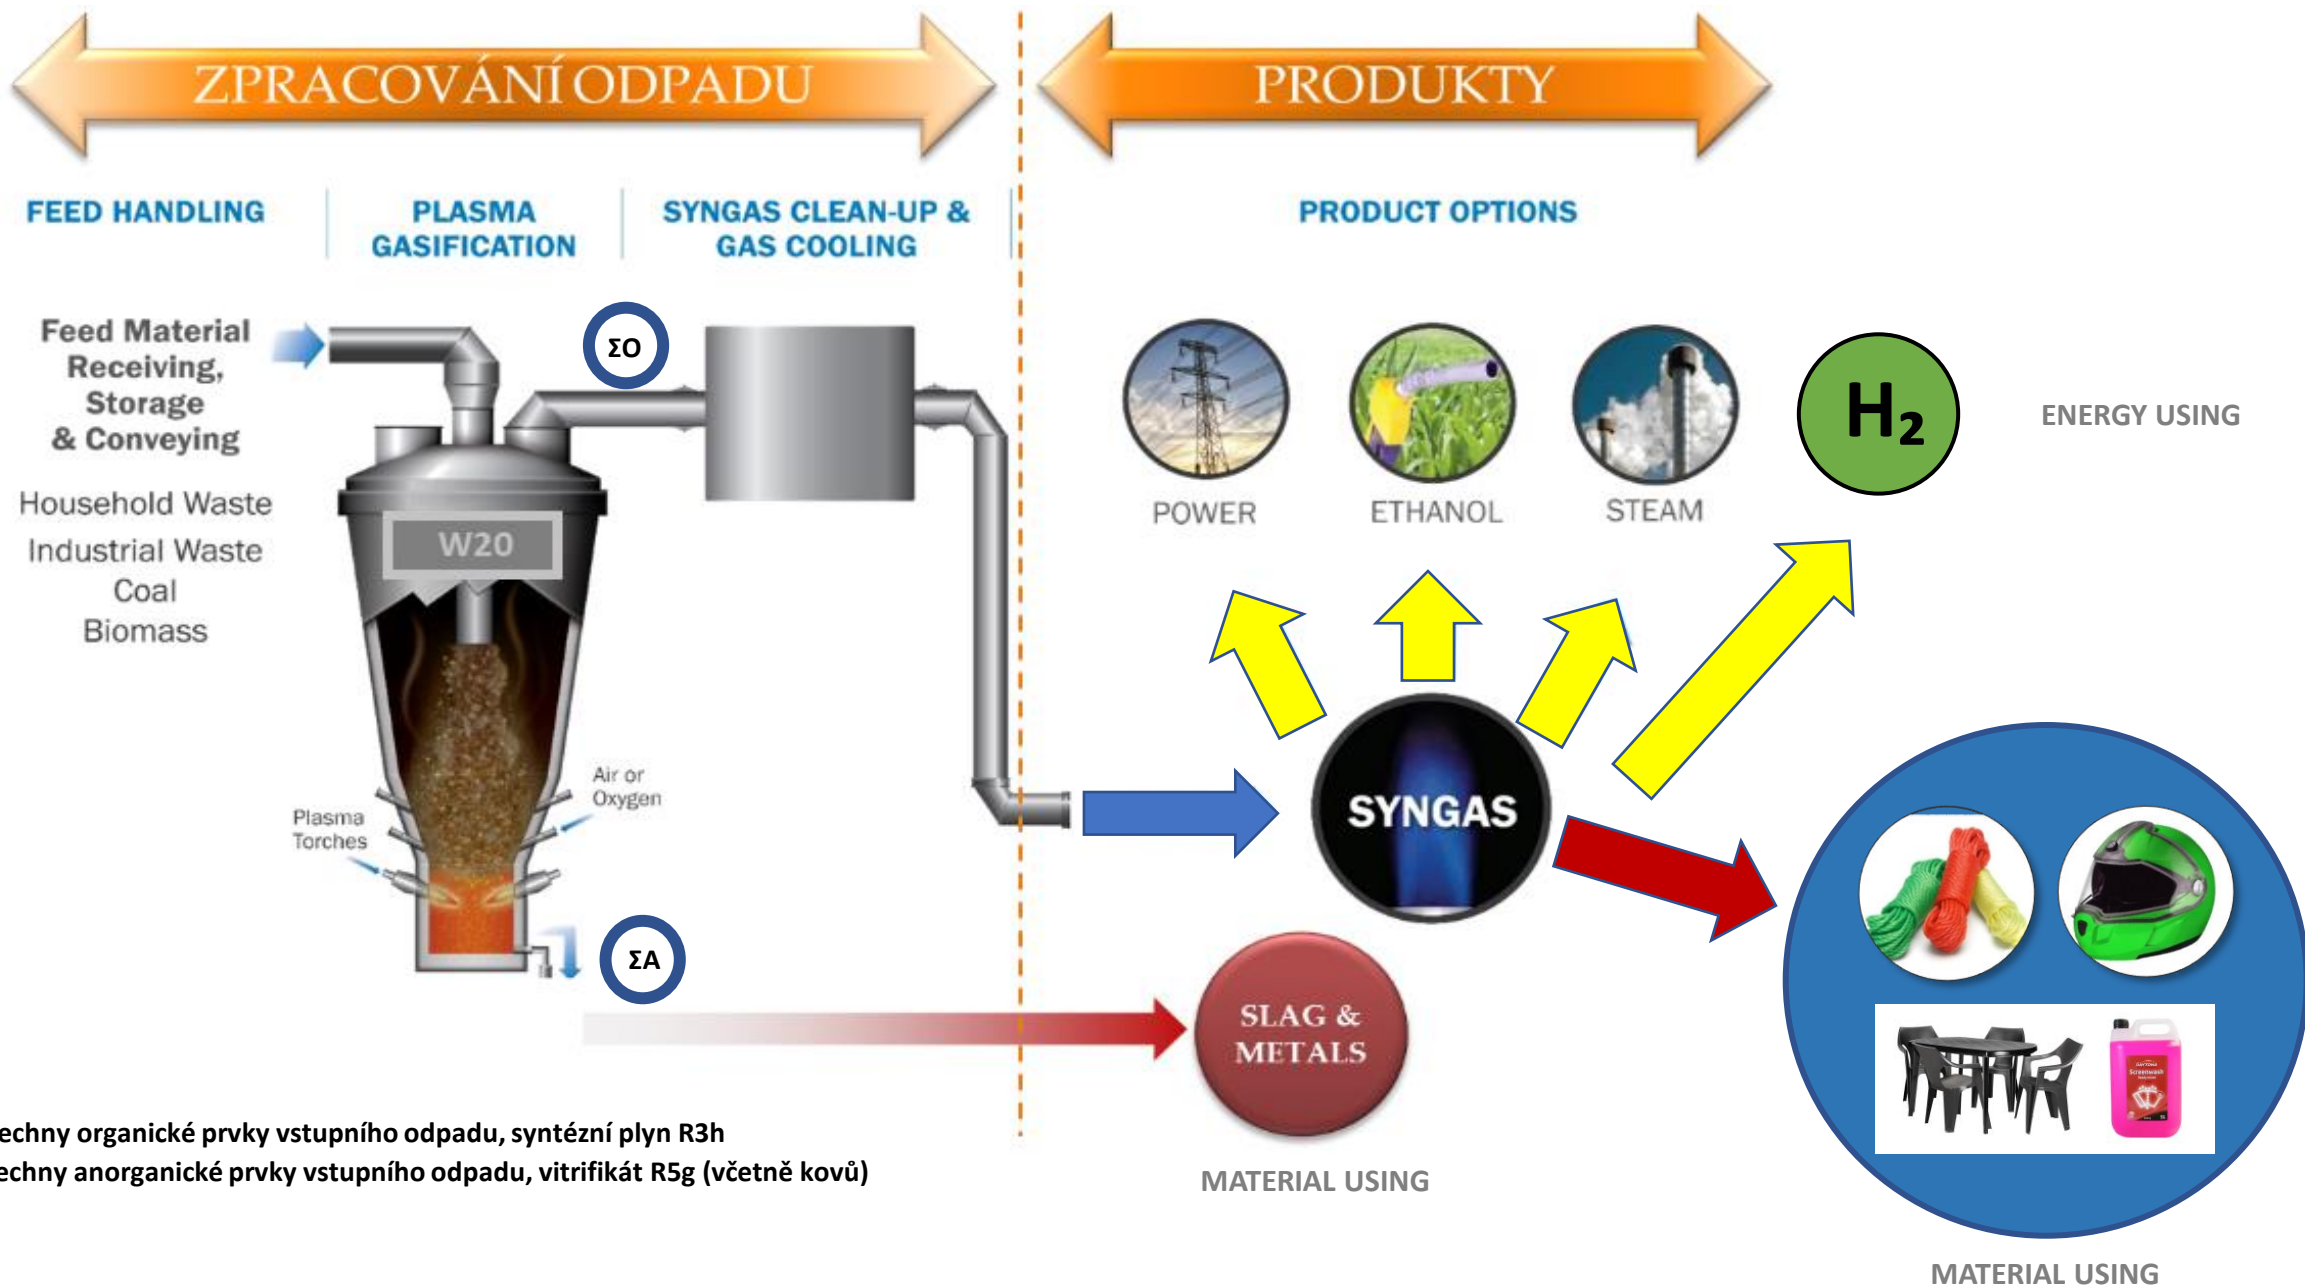 ZPRACOVÁNÍ ODPADU
PRODUKTY
FEED HANDLING
PLASMA
GASIFICATION
SYNGAS CLEAN-UP &
GAS COOLING
PRODUCT OPTIONS
Feed Material
Receiving,
Storage
& Conveying
Household Waste
Industrial Waste
Coal
Biomass
ΣO
W20
Plasma
Torches
Air or
Oxygen
ΣA
POWER
ETHANOL
STEAM
H₂
ENERGY USING
SYNGAS
SLAG &
METALS
MATERIAL USING
Screenwash
MATERIAL USING
echny organické prvky vstupního odpadu, syntézní plyn R3h
echny anorganické prvky vstupního odpadu, vitrifikát R5g (včetně kovů)